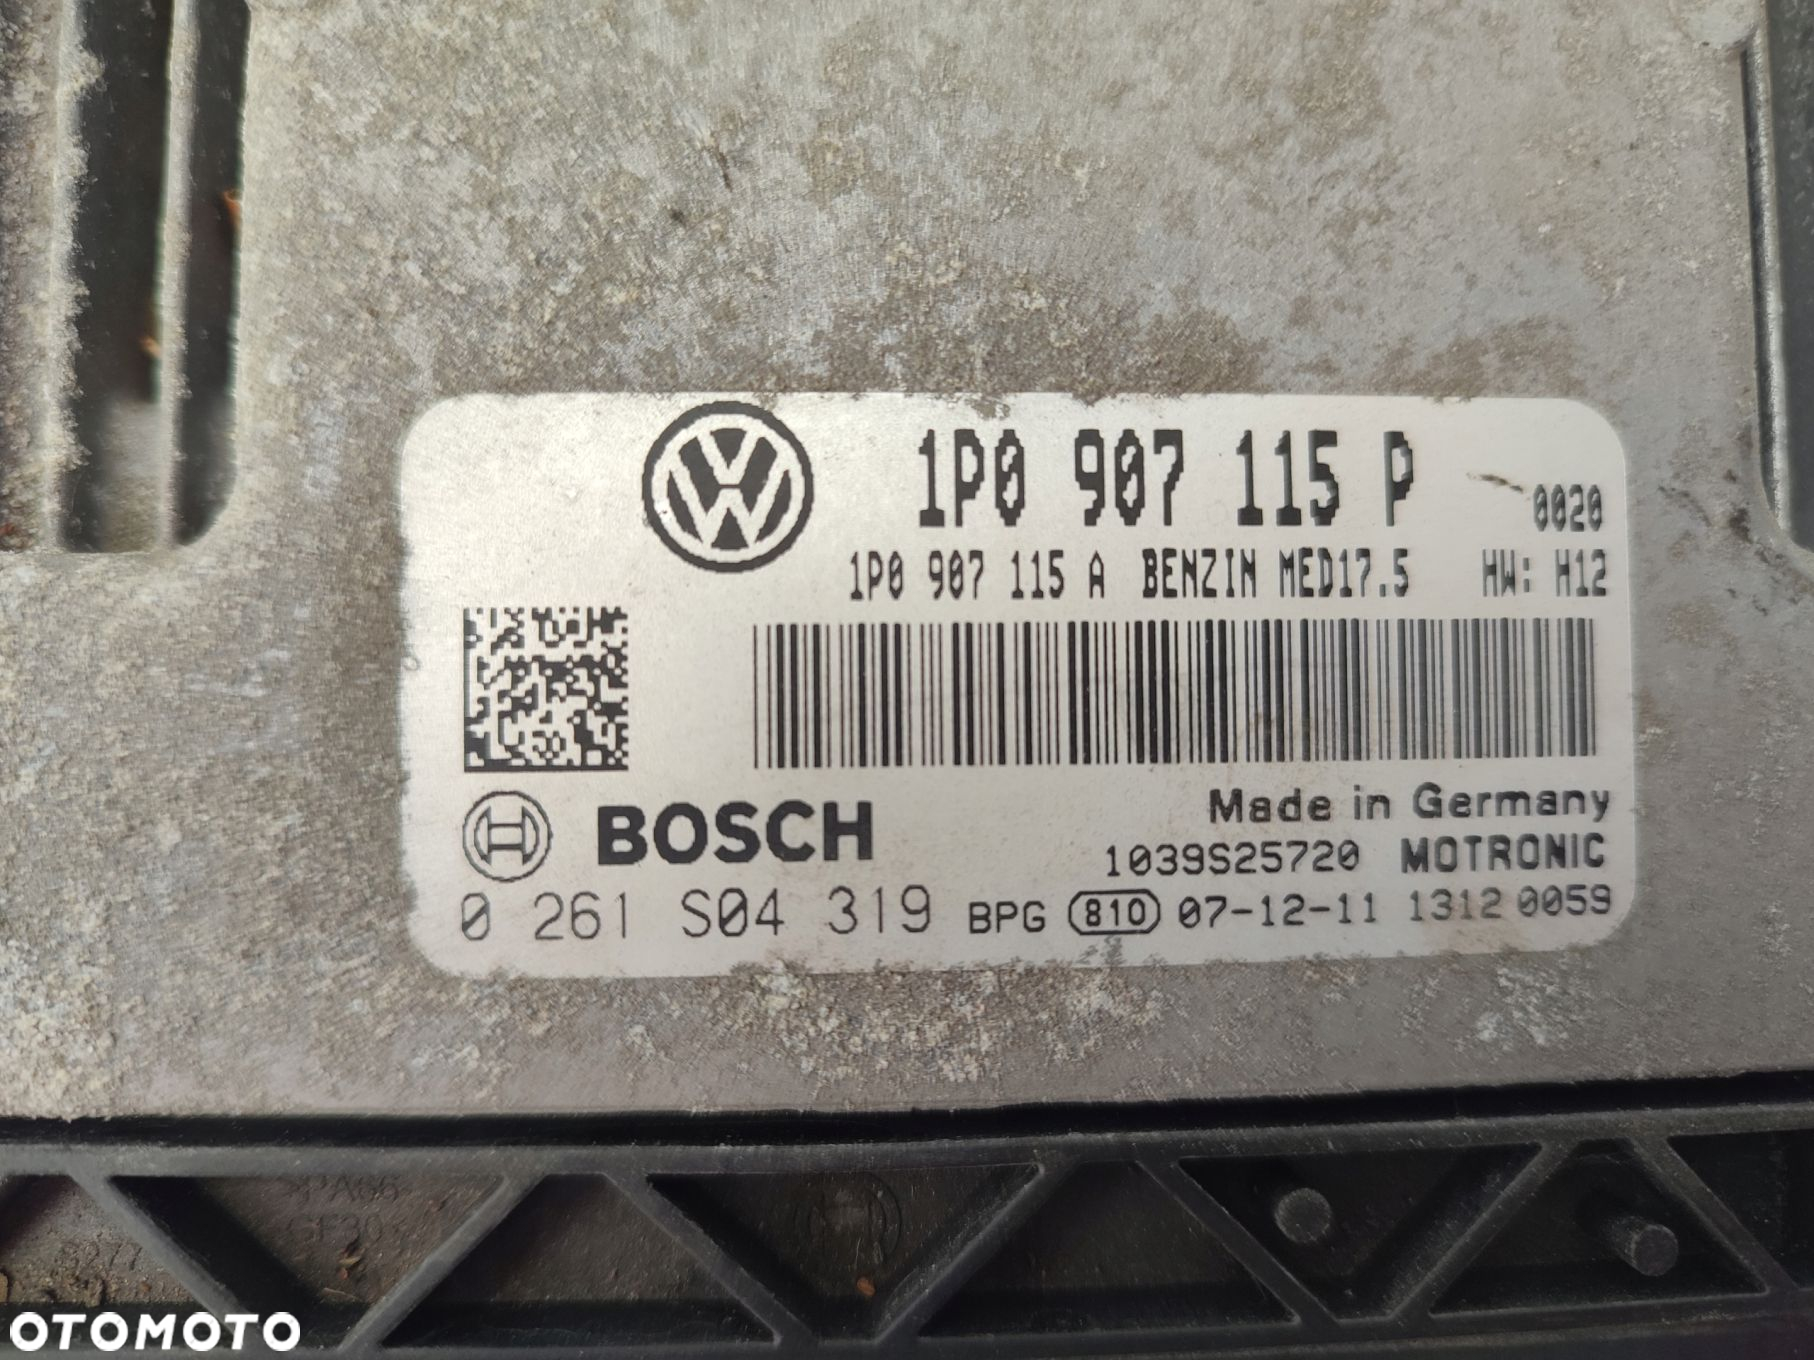 1P0 907 115 P 0020
1P0 907 115 A BENZIN MED17.5 HW: H12
BOSCH
Made in Germany
1039S25720 MOTRONIC
0 261 S04 319 BPG 810 07-12-11 1312 0059
OTOMOTO